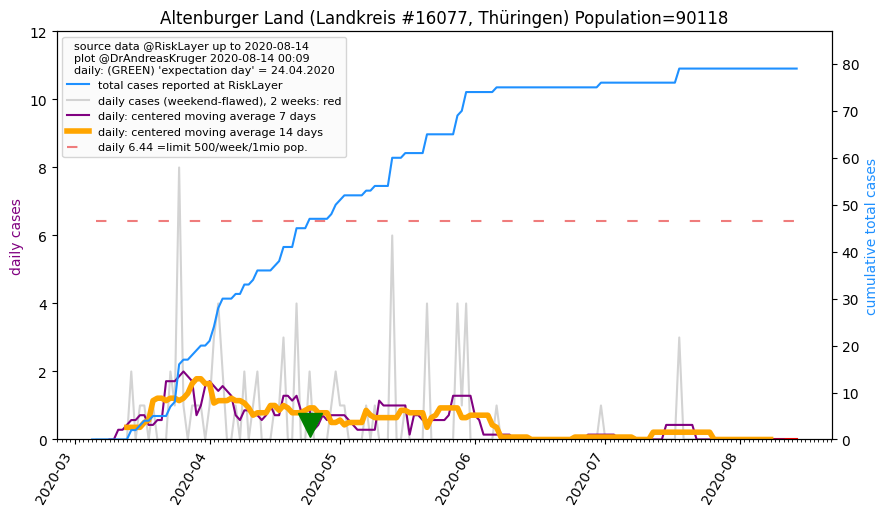 Altenburger Land (Landkreis #16077, Thüringen) Population=90118
source data @RiskLayer up to 2020-08-14
plot @DrAndreasKruger 2020-08-14 00:09
daily: (GREEN) 'expectation day' = 24.04.2020
total cases reported at RiskLayer
daily cases (weekend-flawed), 2 weeks: red
daily: centered moving average 7 days
daily: centered moving average 14 days
daily 6.44 =limit 500/week/1mio pop.
daily cases
12
10
8
6
4
2
0
cumulative total cases
80
70
60
50
40
30
20
10
0
2020-03
2020-04
2020-05
2020-06
2020-07
2020-08